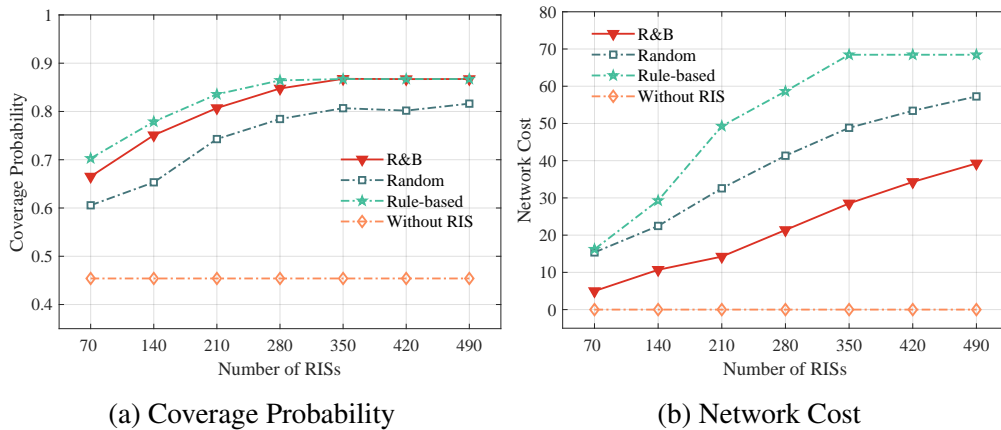 1
0.9
0.8
0.7
0.6
0.5
0.4
Coverage Probability
R&B
Random
Rule-based
Without RIS
70 140 210 280 350 420 490
Number of RISs
(a) Coverage Probability
80
70
60
50
40
30
20
10
0
Network Cost
R&B
Random
Rule-based
Without RIS
70 140 210 280 350 420 490
Number of RISs
(b) Network Cost